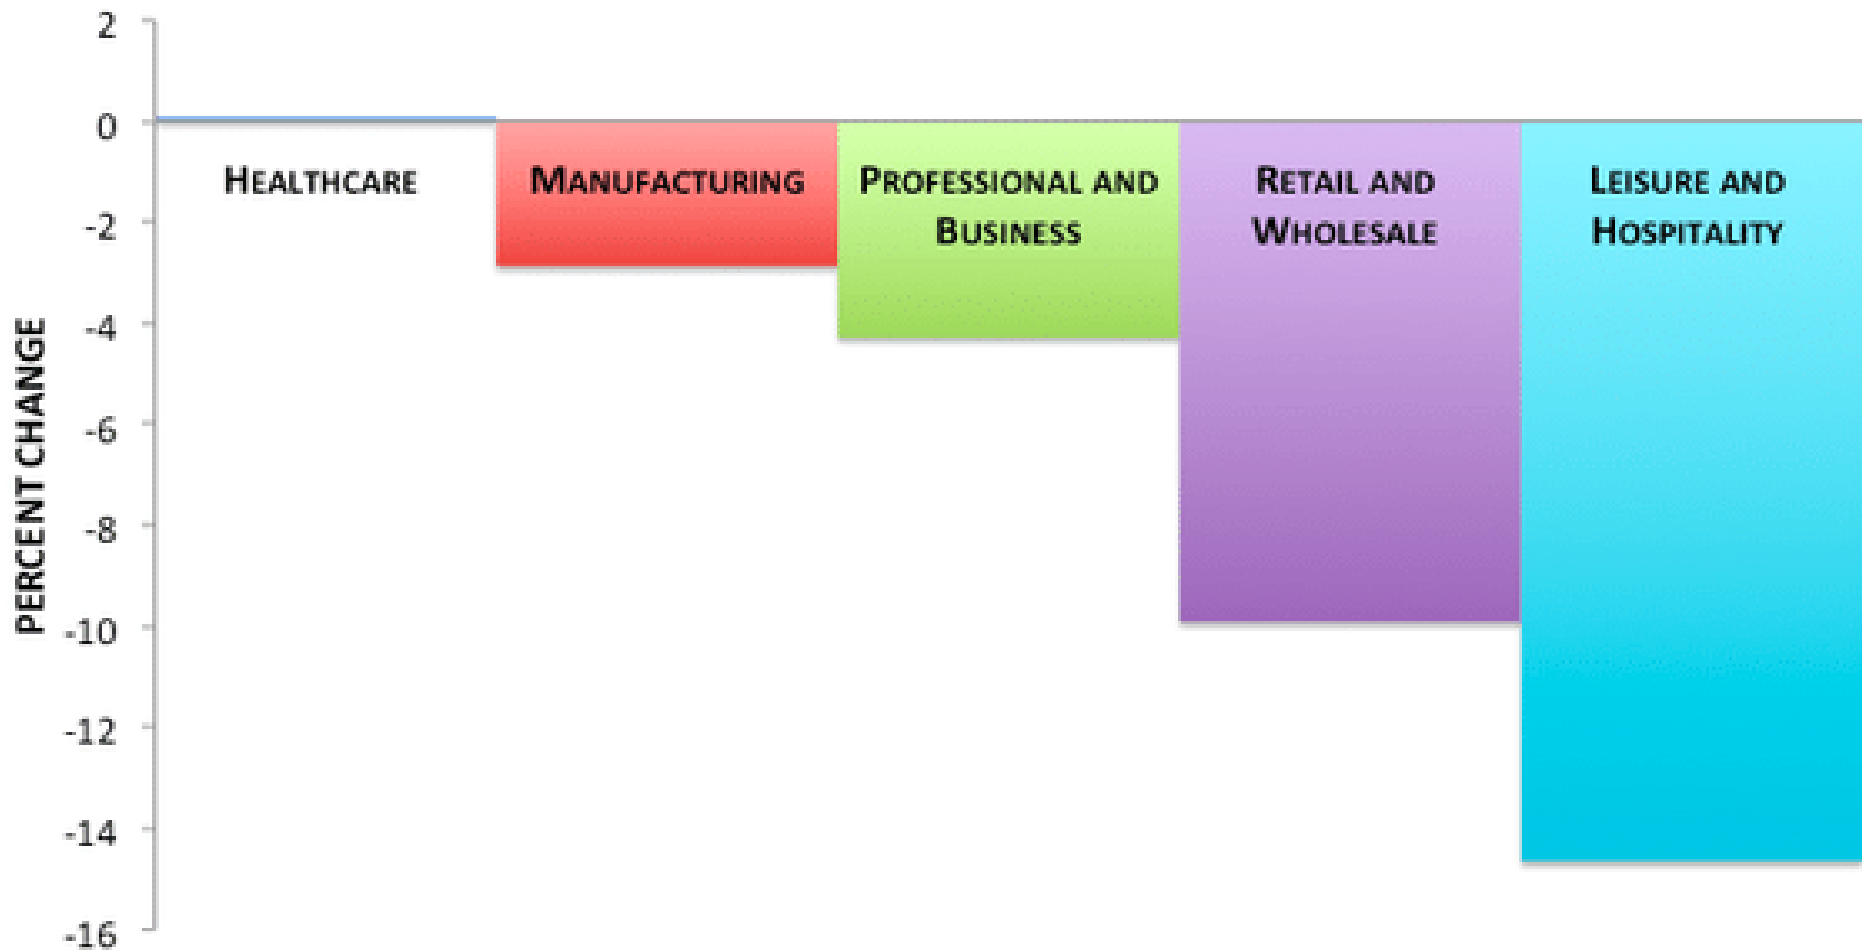 2
0
-2
-4
-6
-8
-10
-12
-14
-16
PERCENT CHANGE
HEALTHCARE
MANUFACTURING
PROFESSIONAL AND
BUSINESS
RETAIL AND
WHOLESALE
LEISURE AND
HOSPITALITY